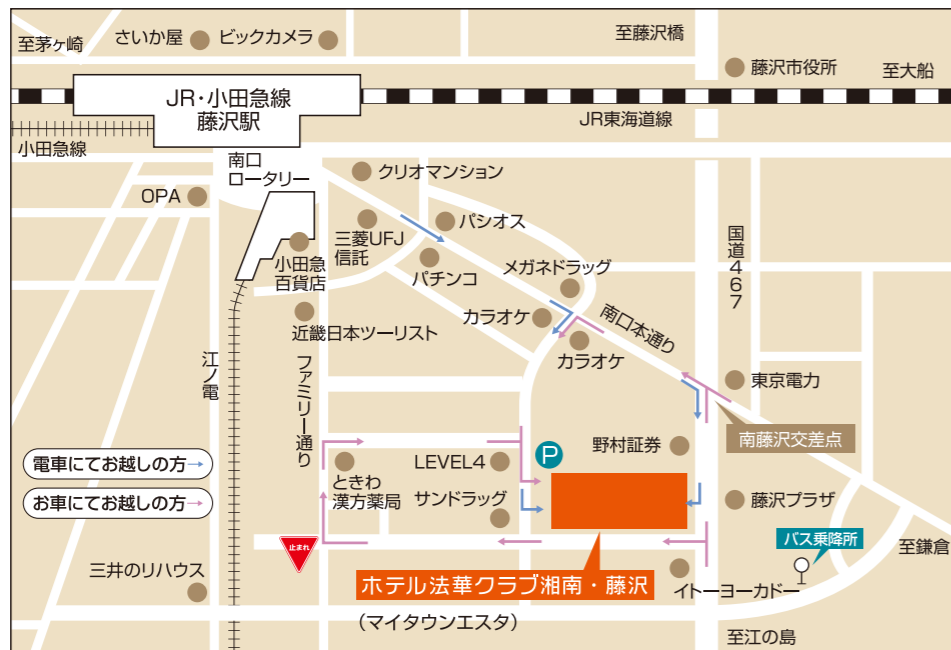 至茅ヶ崎
さいか屋
ビックカメラ
至藤沢橋
藤沢市役所
至大船
JR・小田急線
藤沢駅
JR東海道線
小田急線
南口
ロータリー
クリオマンション
OPA
三菱UFJ
信託
パシオス
小田急
百貨店
パチンコ
メガネドラッグ
国道467
近畿日本ツーリスト
カラオケ
カラオケ
南口本通り
江ノ電
ファミリー通り
東京電力
南藤沢交差点
電車にてお越しの方→
お車にてお越しの方→
LEVEL4
P
野村証券
ときわ
漢方薬局
サンドラッグ
藤沢プラザ
止まれ
バス乗降所
至鎌倉
三井のリハウス
ホテル法華クラブ湘南・藤沢
イトーヨーカドー
(マイタウンエスタ)
至江の島